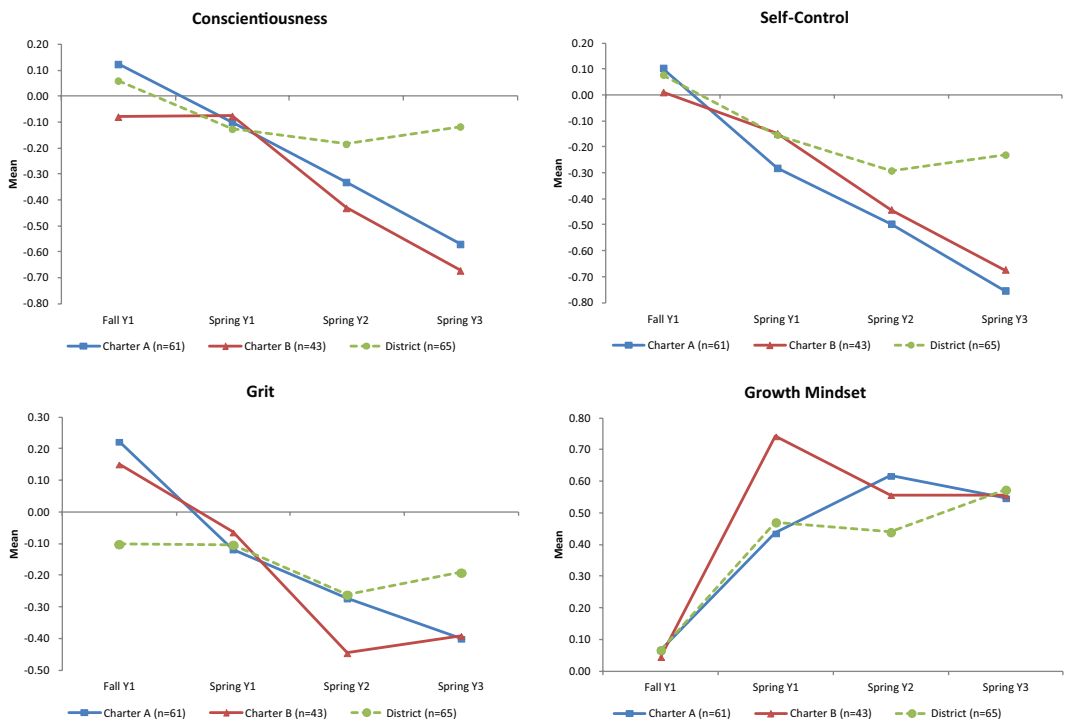 Conscientiousness
0.20
0.10
0.00
-0.10
-0.20
-0.30
-0.40
-0.50
-0.60
-0.70
-0.80
Mean
Fall Y1 Spring Y1 Spring Y2 Spring Y3
Charter A (n=61) Charter B (n=43) District (n=65)
Self-Control
0.20
0.10
0.00
-0.10
-0.20
-0.30
-0.40
-0.50
-0.60
-0.70
-0.80
Mean
Fall Y1 Spring Y1 Spring Y2 Spring Y3
Charter A (n=61) Charter B (n=43) District (n=65)
Grit
0.30
0.20
0.10
0.00
-0.10
-0.20
-0.30
-0.40
-0.50
Mean
Fall Y1 Spring Y1 Spring Y2 Spring Y3
Charter A (n=61) Charter B (n=43) District (n=65)
Growth Mindset
0.80
0.70
0.60
0.50
0.40
0.30
0.20
0.10
0.00
Mean
Fall Y1 Spring Y1 Spring Y2 Spring Y3
Charter A (n=61) Charter B (n=43) District (n=65)